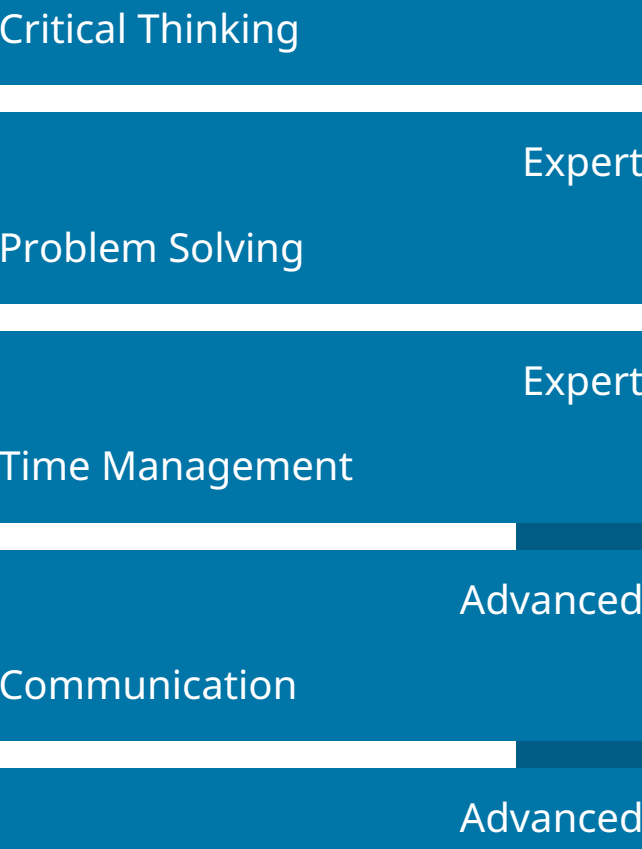 Critical Thinking
Expert
Problem Solving
Expert
Time Management
Advanced
Communication
Advanced